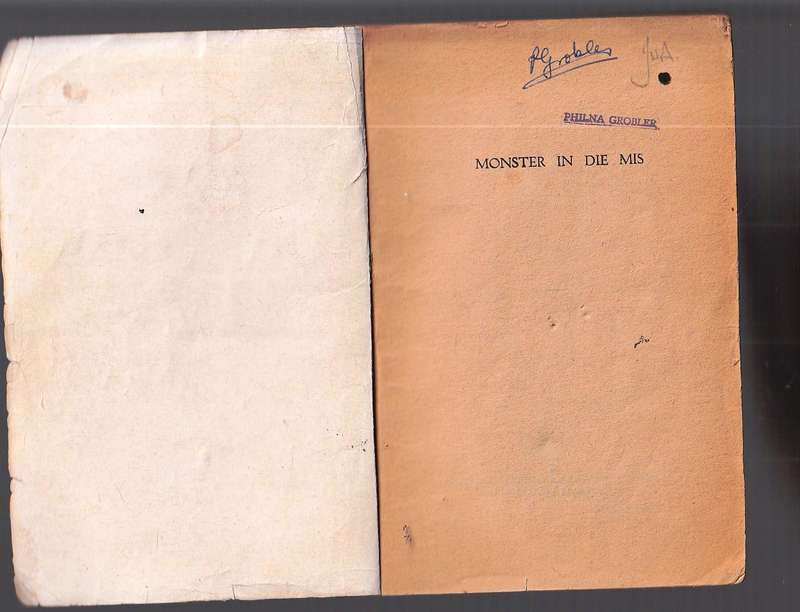 PGrobler
PHILNA GROBLER
MONSTER IN DIE MIS